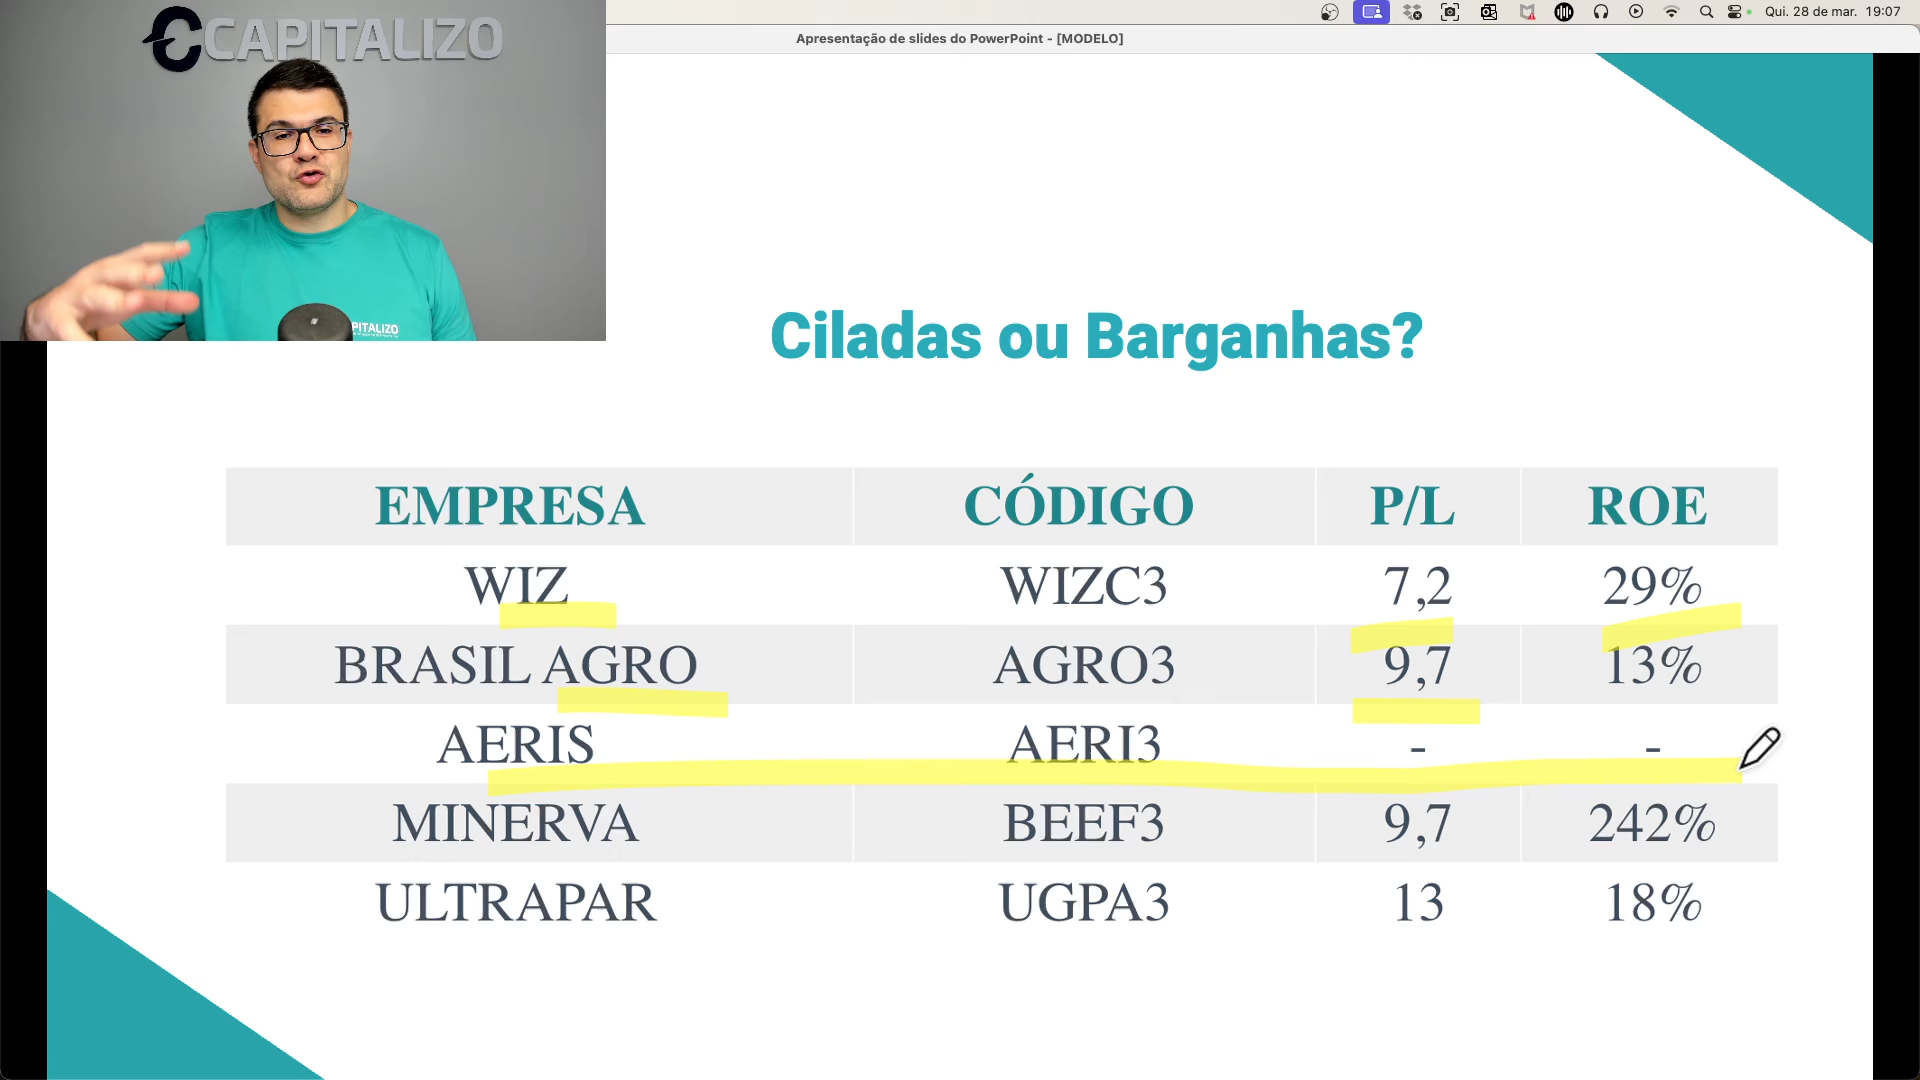 CAPITALIZO
Qui. 28 de mar. 19:07
Apresentação de slides do PowerPoint - [MODELO]
PITALIZO
Ciladas ou Barganhas?
EMPRESA CÓDIGO P/L ROE
WIZ WIZC3 7,2 29%
BRASIL AGRO AGRO3 9,7 13%
AERIS AERI3 - -
MINERVA BEEF3 9,7 242%
ULTRAPAR UGPA3 13 18%